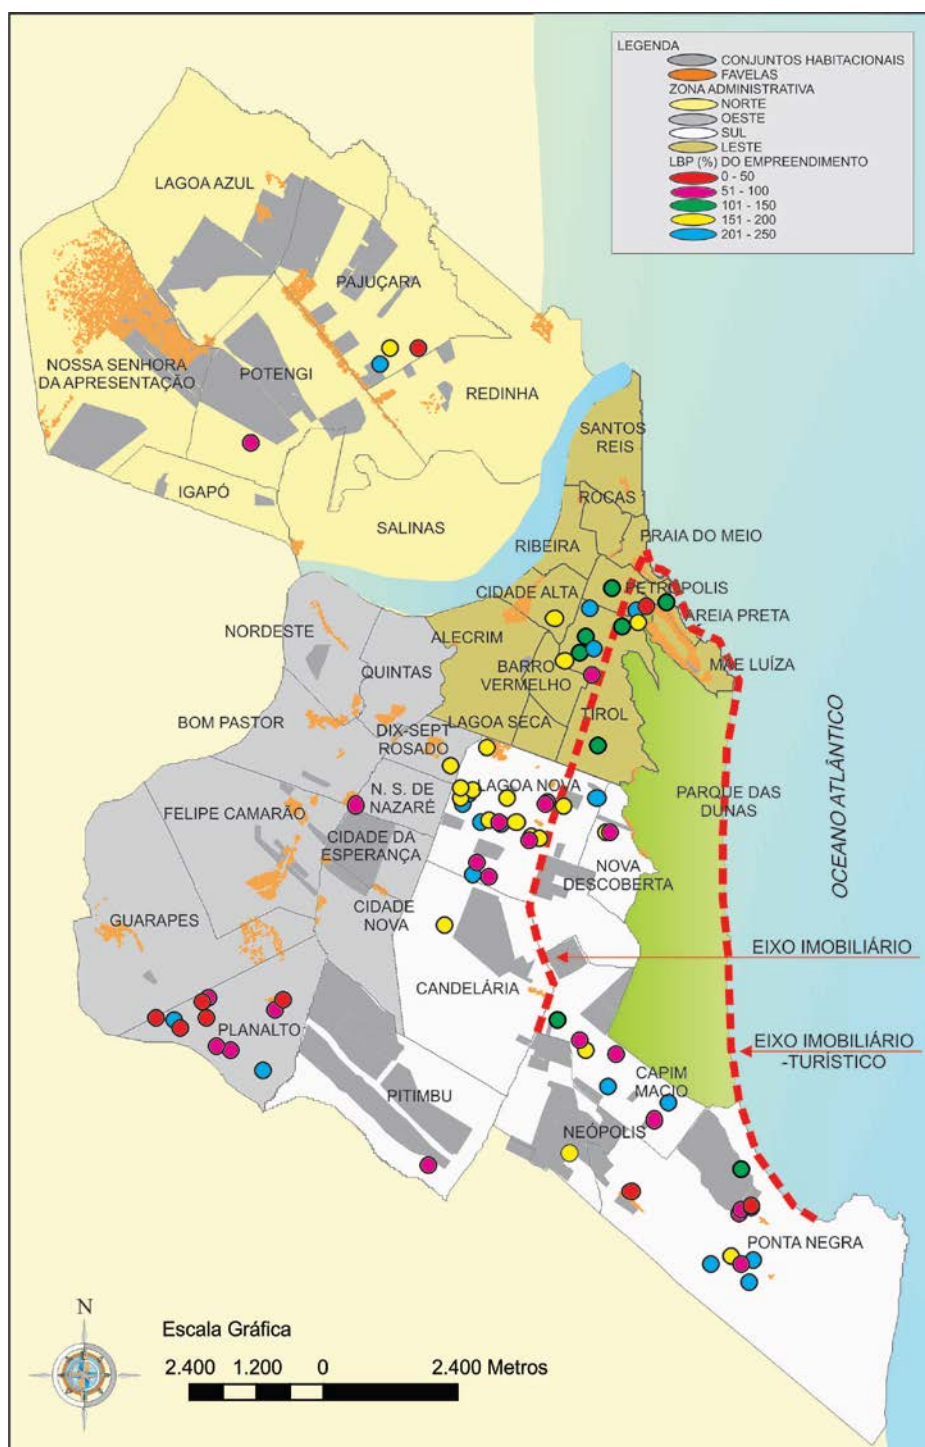 LEGENDA
CONJUNTOS HABITACIONAIS
FAVELAS
ZONA ADMINISTRATIVA
NORTE
OESTE
SUL
LESTE
LBP (%) DO EMPREENDIMENTO
0 - 50
51 - 100
101 - 150
151 - 200
201 - 250
LAGOA AZUL
PAJUÇARA
NOSSA SENHORA
DA APRESENTAÇÃO
POTENGI
REDINHA
IGAPÓ
SALINAS
SANTOS
REIS
ROCAS
PRAIA DO MEIO
RIBEIRA
CIDADE ALTA
PETRÓPOLIS
AREIA PRETA
ALECRIM
BARRO
VERMELHO
MÃE LUÍZA
TIROL
LAGOA SECA
NORDESTE
QUINTAS
BOM PASTOR
DIX-SEPT
ROSADO
N. S. DE
NAZARÉ
LAGOA NOVA
PARQUE DAS
DUNAS
OCEANO ATLÂNTICO
FELIPE CAMARÃO
CIDADE DA
ESPERANÇA
NOVA
DESCOBERTA
GUARAPES
CIDADE
NOVA
EIXO IMOBILIÁRIO
CANDELÁRIA
PLANALTO
EIXO IMOBILIÁRIO
-TURÍSTICO
PITIMBU
CAPIM
MACIO
NEÓPOLIS
PONTA NEGRA
N
Escala Gráfica
2.400 1.200 0 2.400 Metros